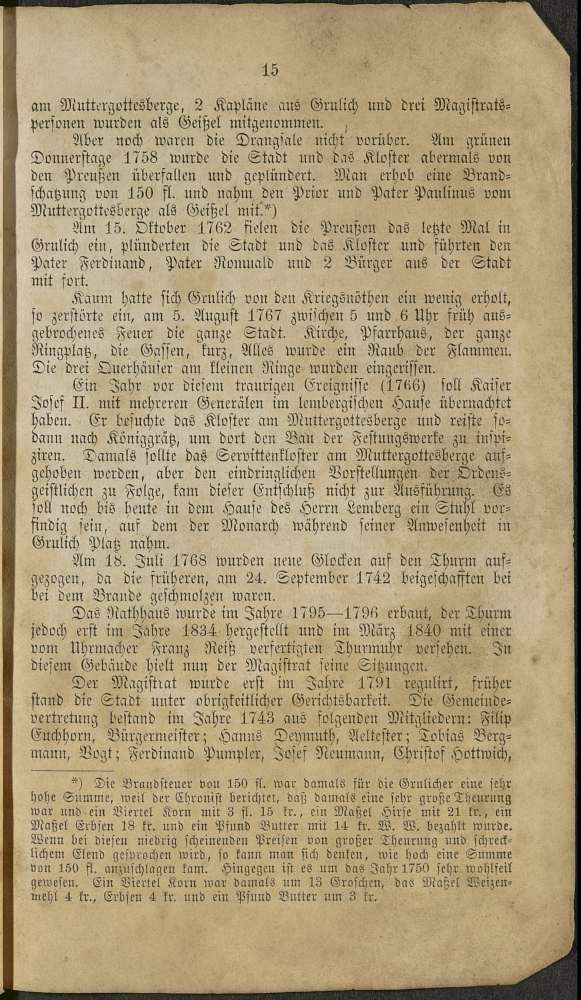 15
am Muttergottesberge, 2 Kapläne aus Grulich und drei Magistrats-
personen wurden als Geißel mitgenommen.
Aber noch waren die Drangsale nicht vorüber. Am grünen
Donnerstage 1758 wurde die Stadt und das Kloster abermals von
den Preußen überfallen und geplündert. Man erhob eine Brand-
schatzung von 150 fl. und nahm den Prior und Pater Paulinus vom
Muttergottesberge als Geißel mit.*)
Am 15. Oktober 1762 fielen die Preußen das letzte Mal in
Grulich ein, plünderten die Stadt und das Kloster und führten den
Pater Ferdinand, Pater Romuald und 2 Bürger aus der Stadt
mit fort.
Kaum hatte sich Grulich von den Kriegsnöthen ein wenig erholt,
so zerstörte ein, am 5. August 1767 zwischen 5 und 6 Uhr früh aus-
gebrochenes Feuer die ganze Stadt. Kirche, Pfarrhaus, der ganze
Ringplatz, die Gassen, kurz, Alles wurde ein Raub der Flammen.
Die drei Querhäuser am kleinen Ringe wurden eingerissen.
Ein Jahr vor diesem traurigen Ereignisse (1766) soll Kaiser
Josef II. mit mehreren Generälen im lembergischen Hause übernachtet
haben. Er besuchte das Kloster am Muttergottesberge und reiste so-
dann nach Königgrätz, um dort den Bau der Festungswerke zu inspi-
ziren. Damals sollte das Servittenkloster am Muttergottesberge auf-
gehoben werden, aber den eindringlichen Vorstellungen der Ordens-
geistlichen zu Folge, kam dieser Entschluß nicht zur Ausführung. Es
soll noch bis heute in dem Hause des Herrn Lemberg ein Stuhl vor-
findig sein, auf dem der Monarch während seiner Anwesenheit in
Grulich Platz nahm.
Am 18. Juli 1768 wurden neue Glocken auf den Thurm auf-
gezogen, da die früheren, am 24. September 1742 beigeschafften bei
bei dem Brande geschmolzen waren.
Das Rathhaus wurde im Jahre 1795—1796 erbaut, der Thurm
jedoch erst im Jahre 1834 hergestellt und im März 1840 mit einer
vom Uhrmacher Franz Reiß verfertigten Thurmuhr versehen. In
diesem Gebäude hielt nun der Magistrat seine Sitzungen.
Der Magistrat wurde erst im Jahre 1791 regulirt, früher
stand die Stadt unter obrigkeitlicher Gerichtsbarkeit. Die Gemeinde-
vertretung bestand im Jahre 1743 aus folgenden Mitgliedern: Filip
Euchhorn, Bürgermeister; Hanns Deymuth, Aeltester; Tobias Berg-
mann, Vogt; Ferdinand Pumpler, Josef Neumann, Christof Hottwich,
*) Die Brandsteuer von 150 fl. war damals für die Grulicher eine sehr
hohe Summe, weil der Chronist berichtet, daß damals eine sehr große Theurung
war und ein Viertel Korn mit 3 fl. 15 kr., ein Maßel Hirse mit 21 kr., ein
Maßel Erbsen 18 kr. und ein Pfund Butter mit 14 kr. W. W. bezahlt wurde.
Wenn bei diesen niedrig scheinenden Preisen von großer Theurung und schreck-
lichem Elend gesprochen wird, so kann man sich denken, wie hoch eine Summe
von 150 fl. anzuschlagen kam. Hingegen ist es um das Jahr 1750 sehr wohlfeil
gewesen. Ein Viertel Korn war damals um 13 Groschen, das Maßel Weizen-
mehl 4 kr., Erbsen 4 kr. und ein Pfund Butter um 3 kr.